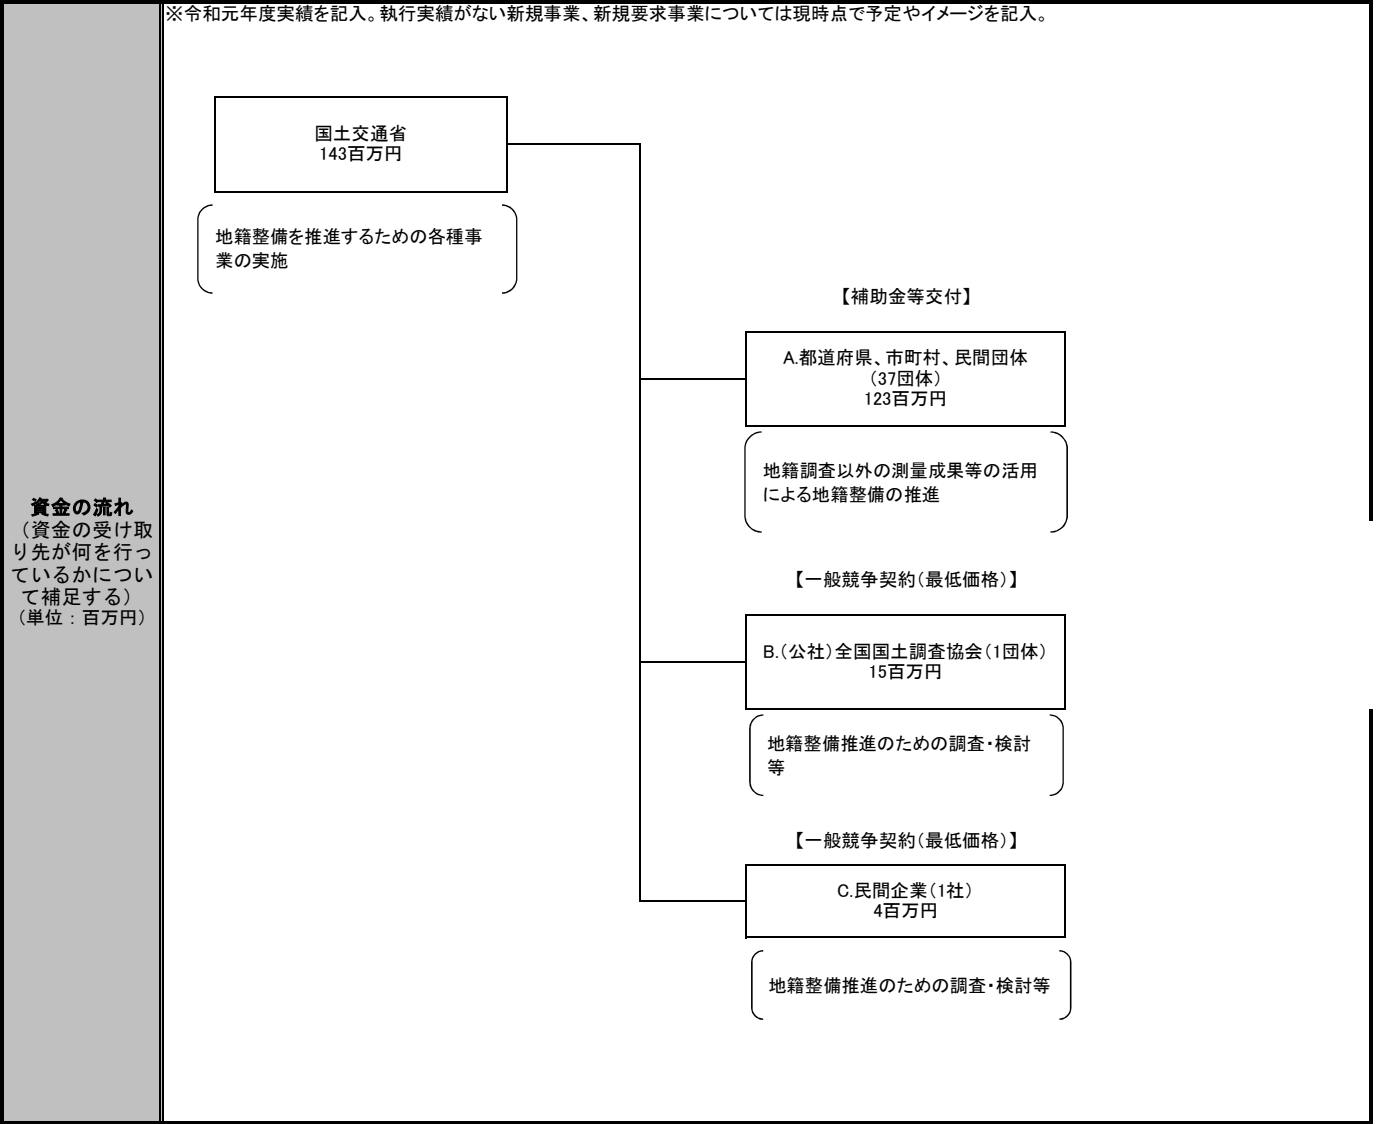 ※令和元年度実績を記入。執行実績がない新規事業、新規要求事業については現時点で予定やイメージを記入。
国土交通省
143百万円
地籍整備を推進するための各種事
業の実施
【補助金等交付】
A.都道府県、市町村、民間団体
（37団体）
123百万円
地籍調査以外の測量成果等の活用
による地籍整備の推進
資金の流れ
（資金の受け取
り先が何を行っ
ているかについ
て補足する）
（単位：百万円）
【一般競争契約（最低価格）】
B.（公社）全国国土調査協会（1団体）
15百万円
地籍整備推進のための調査・検討
等
【一般競争契約（最低価格）】
C.民間企業（1社）
4百万円
地籍整備推進のための調査・検討等